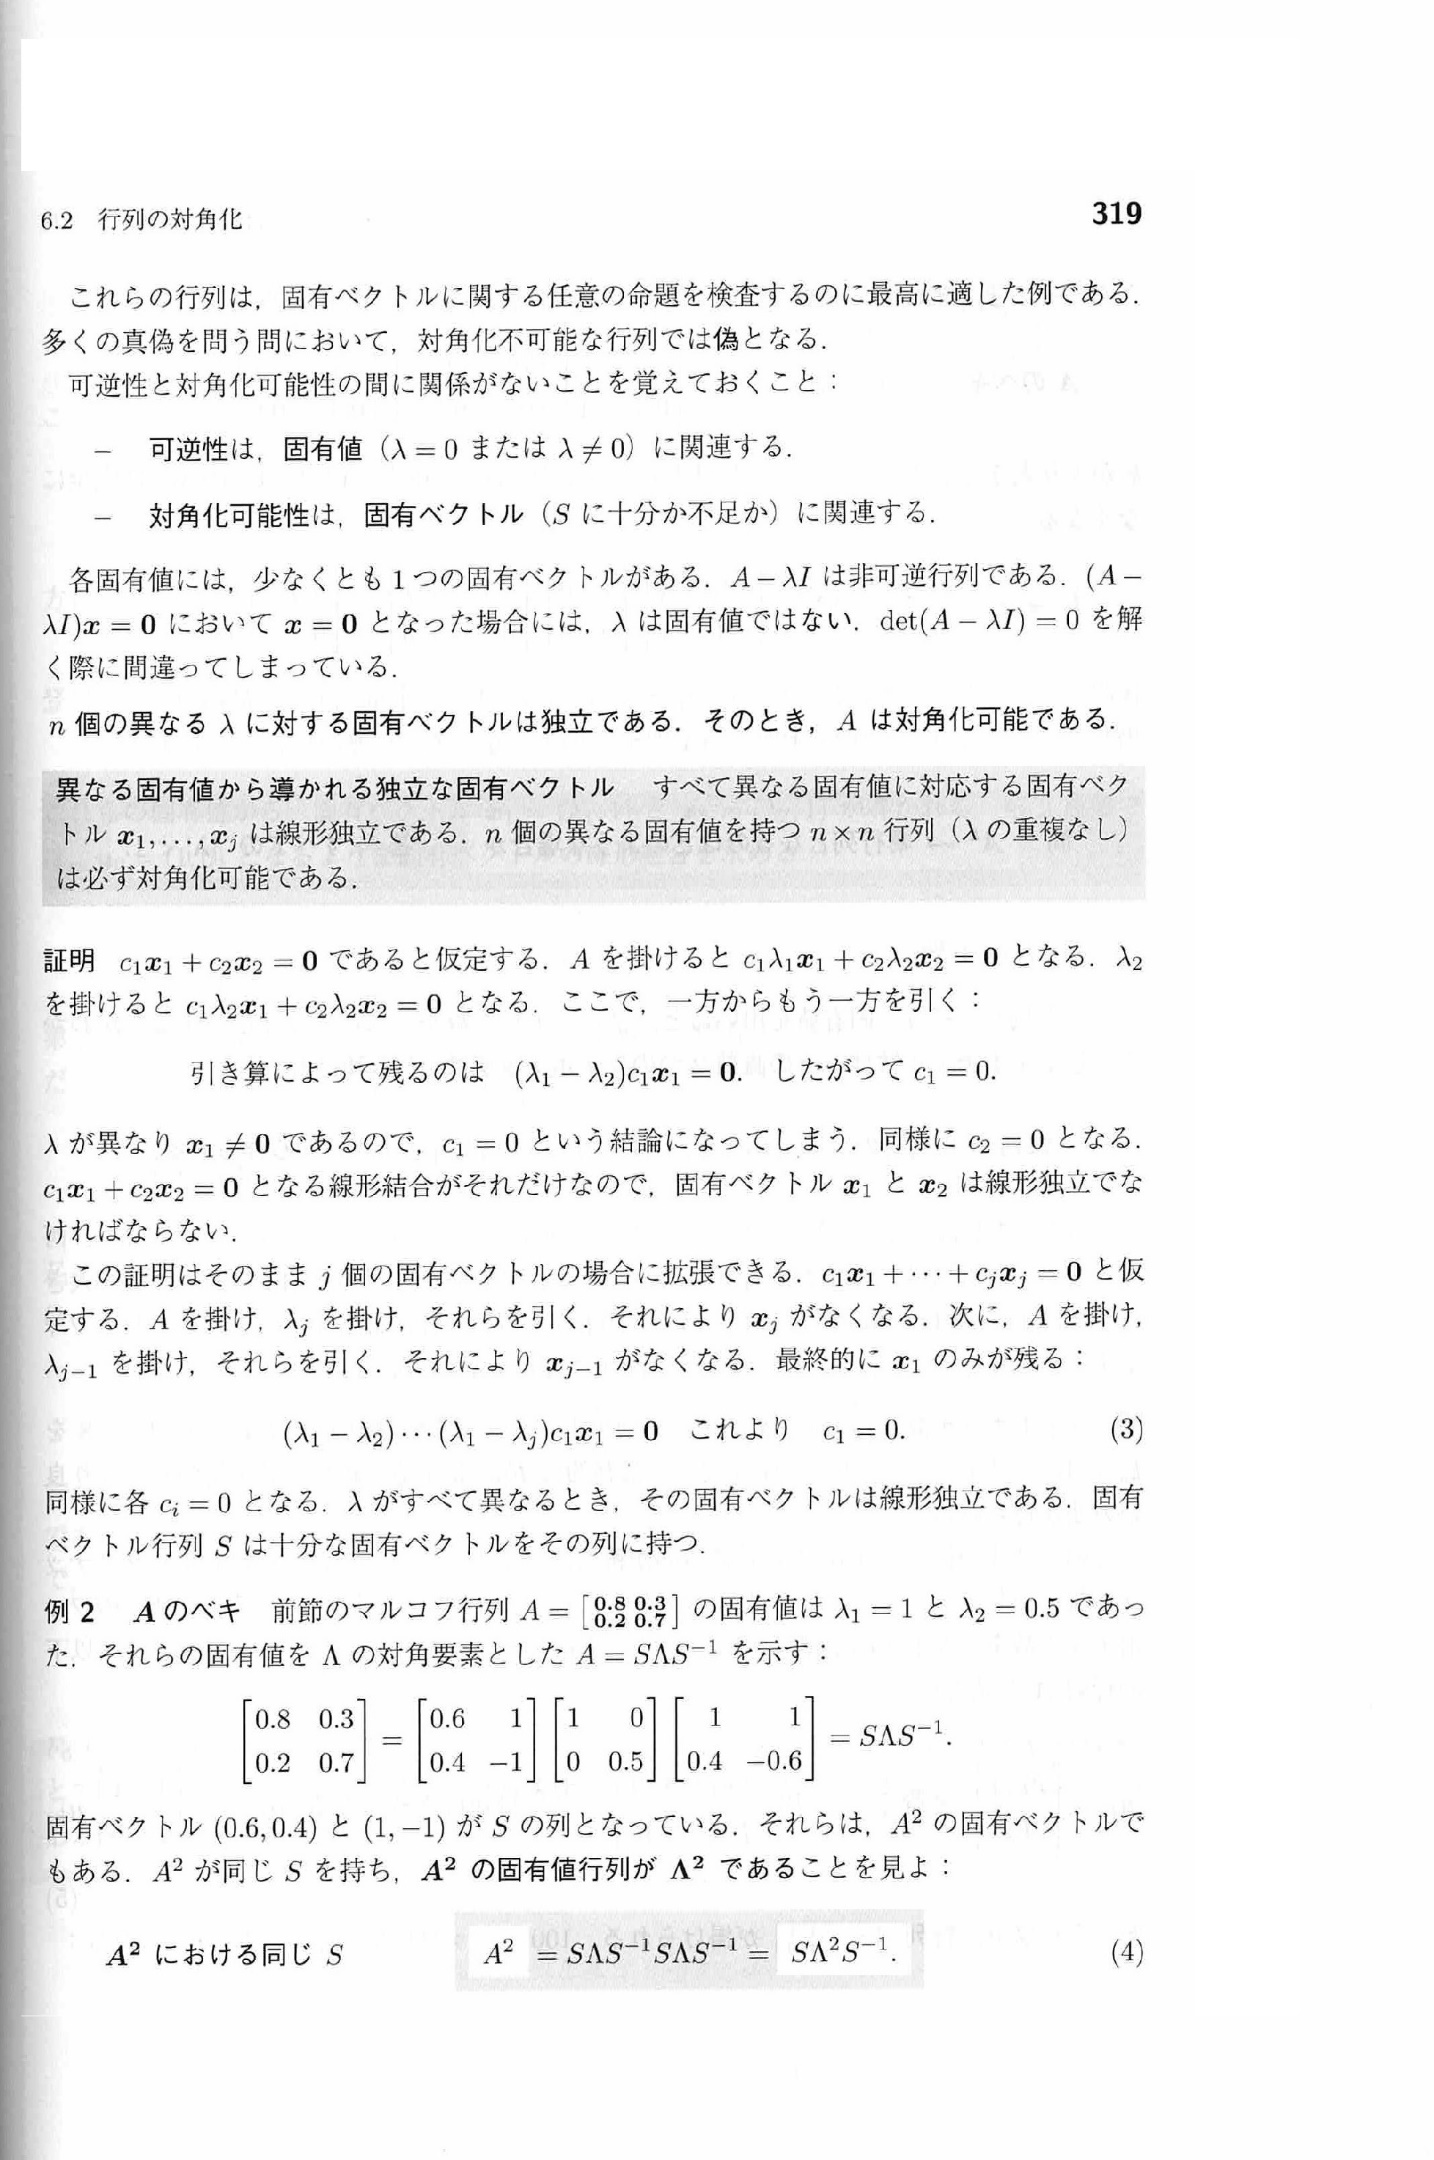 6.2 行列の対角化 319
これらの行列は，固有ベクトルに関する任意の命題を検査するのに最高に適した例である．
多くの真偽を問う問において，対角化不可能な行列では偽となる．
可逆性と対角化可能性の間に関係がないことを覚えておくこと：
– 可逆性は，固有値（λ = 0 または λ ≠ 0）に関連する．
– 対角化可能性は，固有ベクトル（S に十分か不足か）に関連する．
各固有値には，少なくとも 1 つの固有ベクトルがある．A − λI は非可逆行列である．(A −
λI)x = 0 において x = 0 となった場合には，λ は固有値ではない．det(A − λI) = 0 を解
く際に間違ってしまっている．
n 個の異なる λ に対する固有ベクトルは独立である．そのとき，A は対角化可能である．
異なる固有値から導かれる独立な固有ベクトル すべて異なる固有値に対応する固有ベク
トル x₁,...,xⱼ は線形独立である．n 個の異なる固有値を持つ n × n 行列（λ の重複なし）
は必ず対角化可能である．
証明 c₁x₁ + c₂x₂ = 0 であると仮定する．A を掛けると c₁λ₁x₁ + c₂λ₂x₂ = 0 となる．λ₂
を掛けると c₁λ₂x₁ + c₂λ₂x₂ = 0 となる．ここで，一方からもう一方を引く：
引き算によって残るのは (λ₁ − λ₂)c₁x₁ = 0. したがって c₁ = 0.
λ が異なり x₁ ≠ 0 であるので，c₁ = 0 という結論になってしまう．同様に c₂ = 0 となる．
c₁x₁ + c₂x₂ = 0 となる線形結合がそれだけなので，固有ベクトル x₁ と x₂ は線形独立でな
ければならない．
この証明はそのまま j 個の固有ベクトルの場合に拡張できる．c₁x₁ + ··· + cⱼxⱼ = 0 と仮
定する．A を掛け，λⱼ を掛け，それらを引く．それにより xⱼ がなくなる．次に，A を掛け，
λⱼ₋₁ を掛け，それらを引く．それにより xⱼ₋₁ がなくなる．最終的に x₁ のみが残る：
(λ₁ − λ₂) ··· (λ₁ − λⱼ)c₁x₁ = 0 これより c₁ = 0. (3)
同様に各 cᵢ = 0 となる．λ がすべて異なるとき，その固有ベクトルは線形独立である．固有
ベクトル行列 S は十分な固有ベクトルをその列に持つ．
例 2 A のベキ 前節のマルコフ行列 A = [0.8 0.3 0.2 0.7] の固有値は λ₁ = 1 と λ₂ = 0.5 であっ
た．それらの固有値を Λ の対角要素とした A = SΛS⁻¹ を示す：
[0.8 0.3 0.2 0.7] = [0.6 1 0.4 −1] [1 0 0 0.5] [1 1 0.4 −0.6] = SΛS⁻¹.
固有ベクトル (0.6, 0.4) と (1, −1) が S の列となっている．それらは，A² の固有ベクトルで
もある．A² が同じ S を持ち，A² の固有値行列が Λ² であることを見よ：
A² における同じ S A² = SΛS⁻¹SΛS⁻¹ = SΛ²S⁻¹. (4)